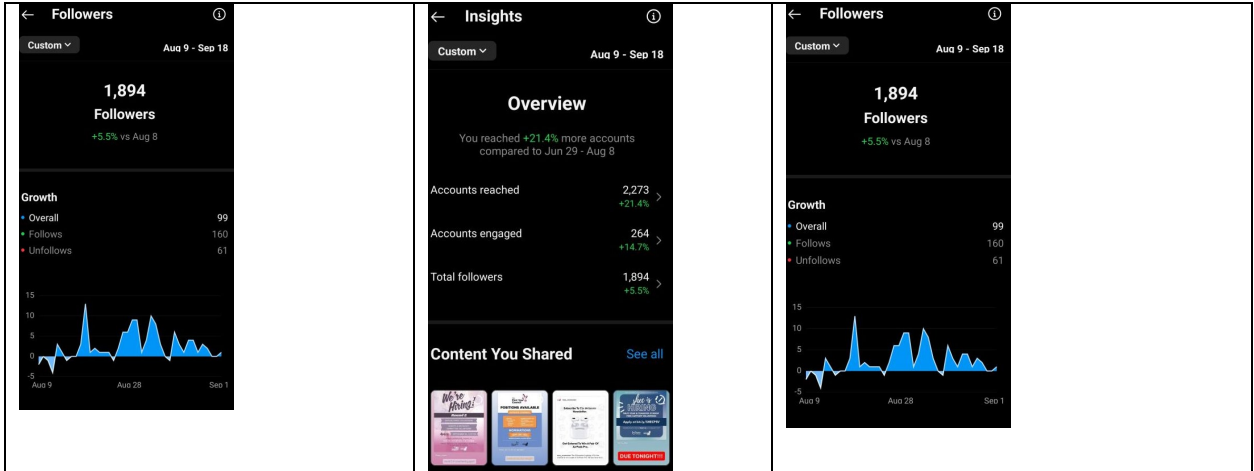 Followers
Custom
Aug 9 - Sep 18
1,894
Followers
+5.5% vs Aug 8
Growth
Overall 99
Follows 160
Unfollows 61
15
10
5
0
-5
Aug 9 Aug 28 Sep 1
Insights
Custom
Aug 9 - Sep 18
Overview
You reached +21.4% more accounts
compared to Jun 29 - Aug 8
Accounts reached 2,273
+21.4%
Accounts engaged 264
+14.7%
Total followers 1,894
+5.5%
Content You Shared See all
We're
Hiring!
POSITIONS AVAILABLE
HIRING
DUE TONIGHT!!!
Followers
Custom
Aug 9 - Sep 18
1,894
Followers
+5.5% vs Aug 8
Growth
Overall 99
Follows 160
Unfollows 61
15
10
5
0
-5
Aug 9 Aug 28 Sep 1